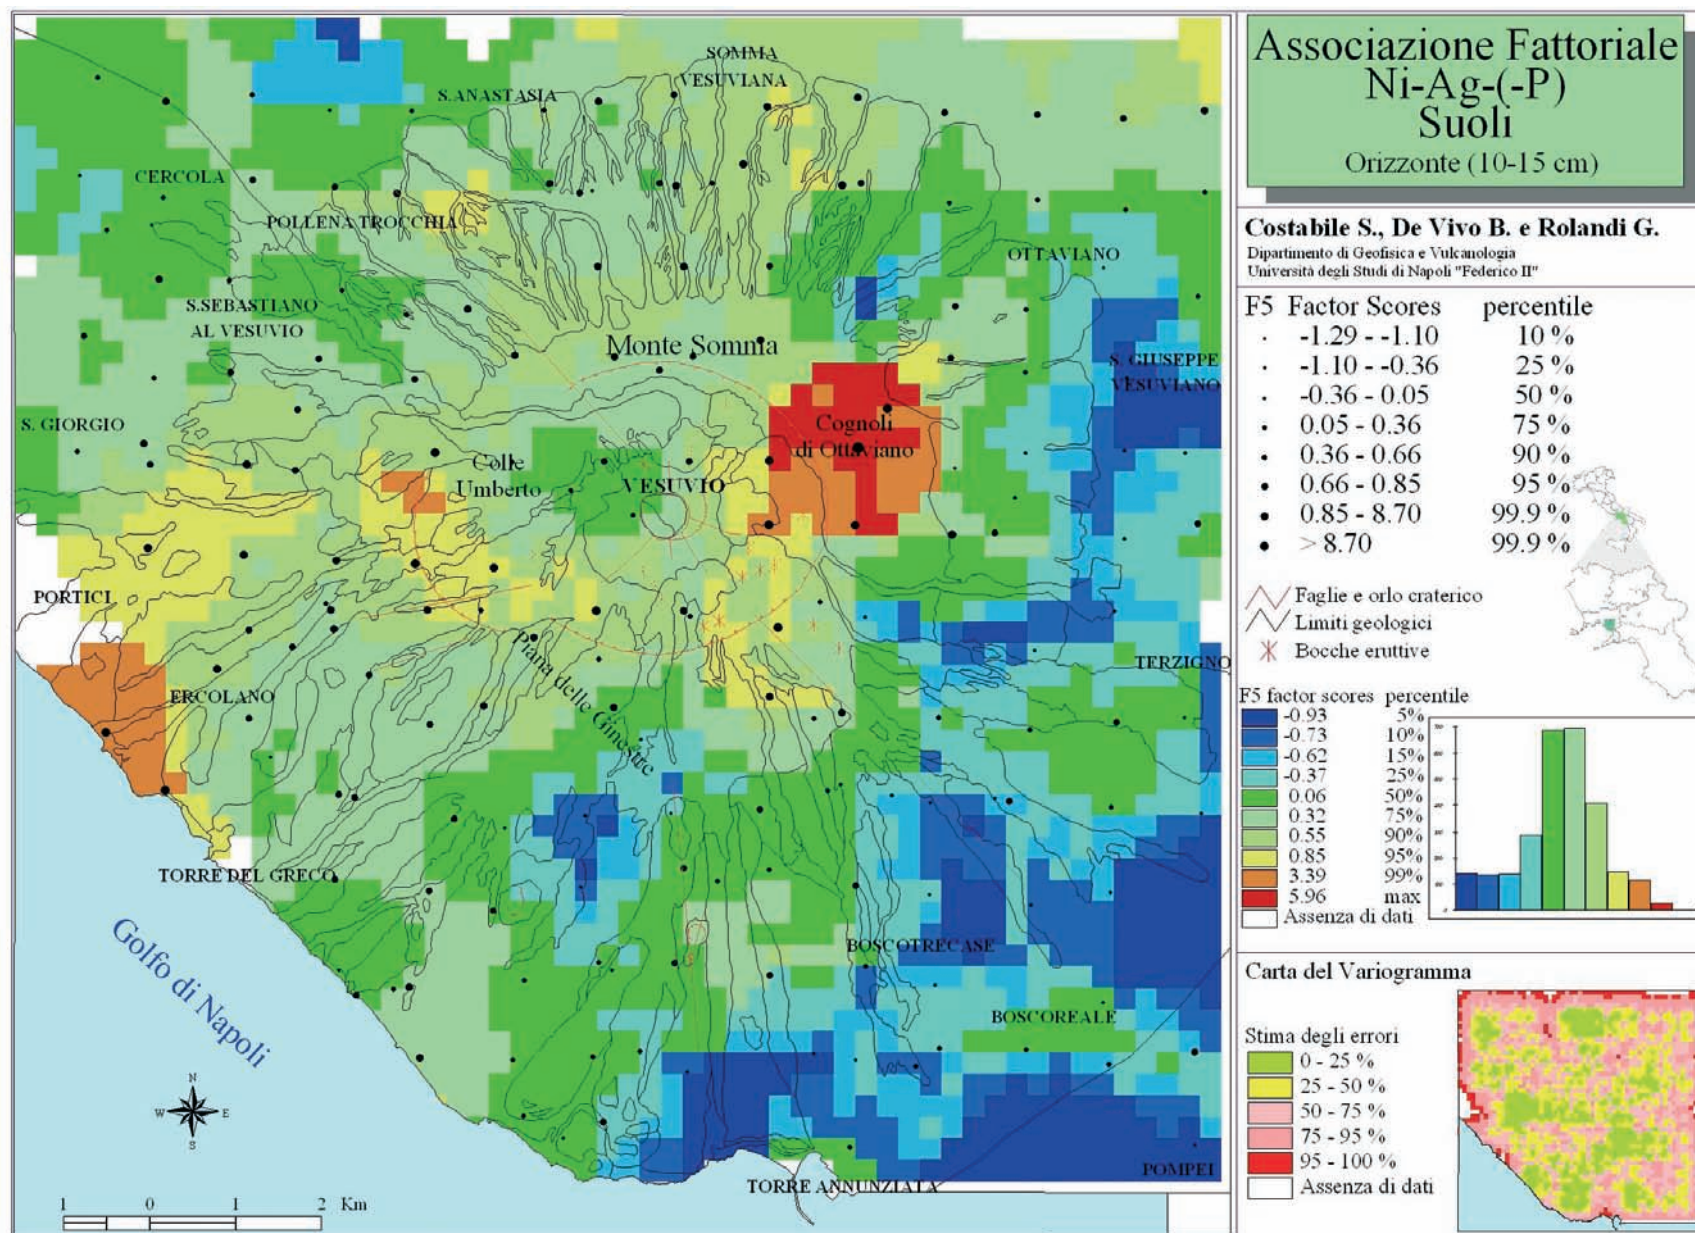 Associazione Fattoriale
Ni-Ag-(-P)
Suoli
Orizzonte (10-15 cm)
Costabile S., De Vivo B. e Rolandi G.
Dipartimento di Geofisica e Vulcanologia
Università degli Studi di Napoli "Federico II"
F5 Factor Scores percentile
-1.29 - -1.10 10 %
-1.10 - -0.36 25 %
-0.36 - 0.05 50 %
0.05 - 0.36 75 %
0.36 - 0.66 90 %
0.66 - 0.85 95 %
0.85 - 8.70 99.9 %
> 8.70 99.9 %
Faglie e orlo craterico
Limiti geologici
Bocche eruttive
F5 factor scores percentile
-0.93 5%
-0.73 10%
-0.62 15%
-0.37 25%
0.06 50%
0.32 75%
0.55 90%
0.85 95%
3.39 99%
5.96 max
Assenza di dati
Carta del Variogramma
Stima degli errori
0 - 25 %
25 - 50 %
50 - 75 %
75 - 95 %
95 - 100 %
Assenza di dati
SOMMA
VESUVIANA
S.ANASTASIA
CERCOLA
POLLENA TROCCHIA
OTTAVIANO
S.SEBASTIANO
AL VESUVIO
Monte Somma
S. GIUSEPPE
VESUVIANO
S. GIORGIO
Cognoli
di Ottaviano
Colle
Umberto
VESUVIO
PORTICI
Piana delle Ginestre
TERZIGNO
ERCOLANO
TORRE DEL GRECO
Golfo di Napoli
BOSCOTRECASE
BOSCOREALE
N
W E
S
POMPEI
TORRE ANNUNZIATA
1 0 1 2 Km